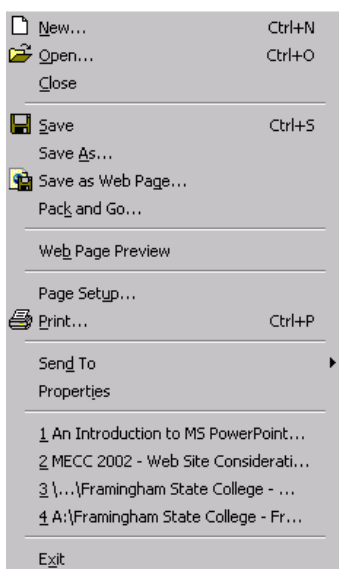 New... Ctrl+N
Open... Ctrl+O
Close
Save Ctrl+S
Save As...
Save as Web Page...
Pack and Go...
Web Page Preview
Page Setup...
Print... Ctrl+P
Send To
Properties
1 An Introduction to MS PowerPoint...
2 MECC 2002 - Web Site Considerati...
3 \...\Framingham State College - ...
4 A:\Framingham State College - Fr...
Exit